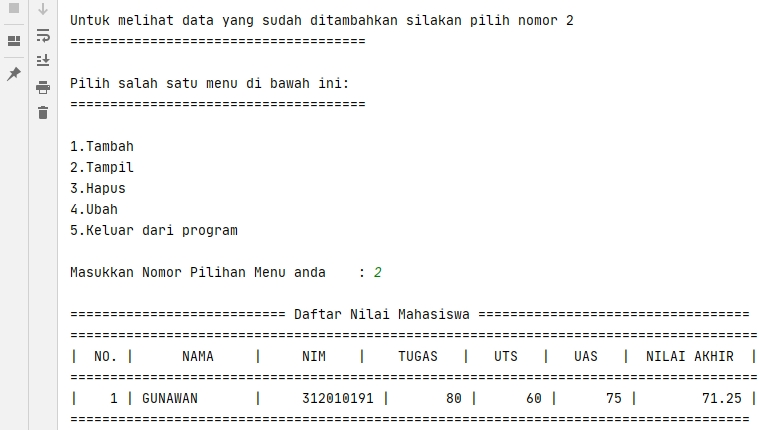 Untuk melihat data yang sudah ditambahkan silakan pilih nomor 2
=====================================
Pilih salah satu menu di bawah ini:
=====================================
1.Tambah
2.Tampil
3.Hapus
4.Ubah
5.Keluar dari program
Masukkan Nomor Pilihan Menu anda    : 2
=========================== Daftar Nilai Mahasiswa ==================================
======================================================================================
|  NO. |      NAMA     |     NIM    |    TUGAS   |   UTS   |   UAS   |  NILAI AKHIR  |
======================================================================================
|    1 | GUNAWAN       |     312010191 |       80 |      60 |      75 |        71.25 |
=====================================================================================